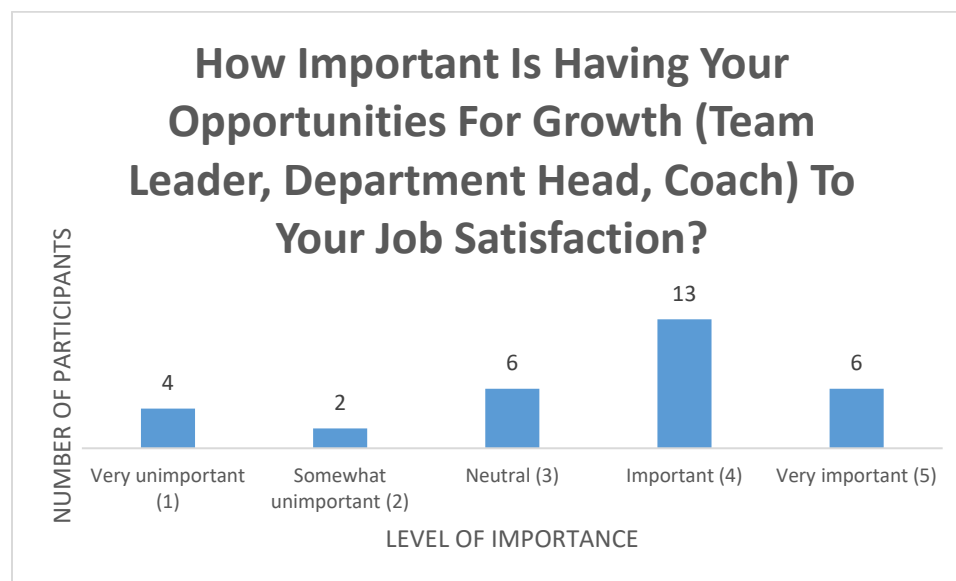 How Important Is Having Your
Opportunities For Growth (Team
Leader, Department Head, Coach) To
Your Job Satisfaction?
NUMBER OF PARTICIPANTS
4
2
6
13
6
Very unimportant
(1)
Somewhat
unimportant (2)
Neutral (3)
Important (4)
Very important (5)
LEVEL OF IMPORTANCE